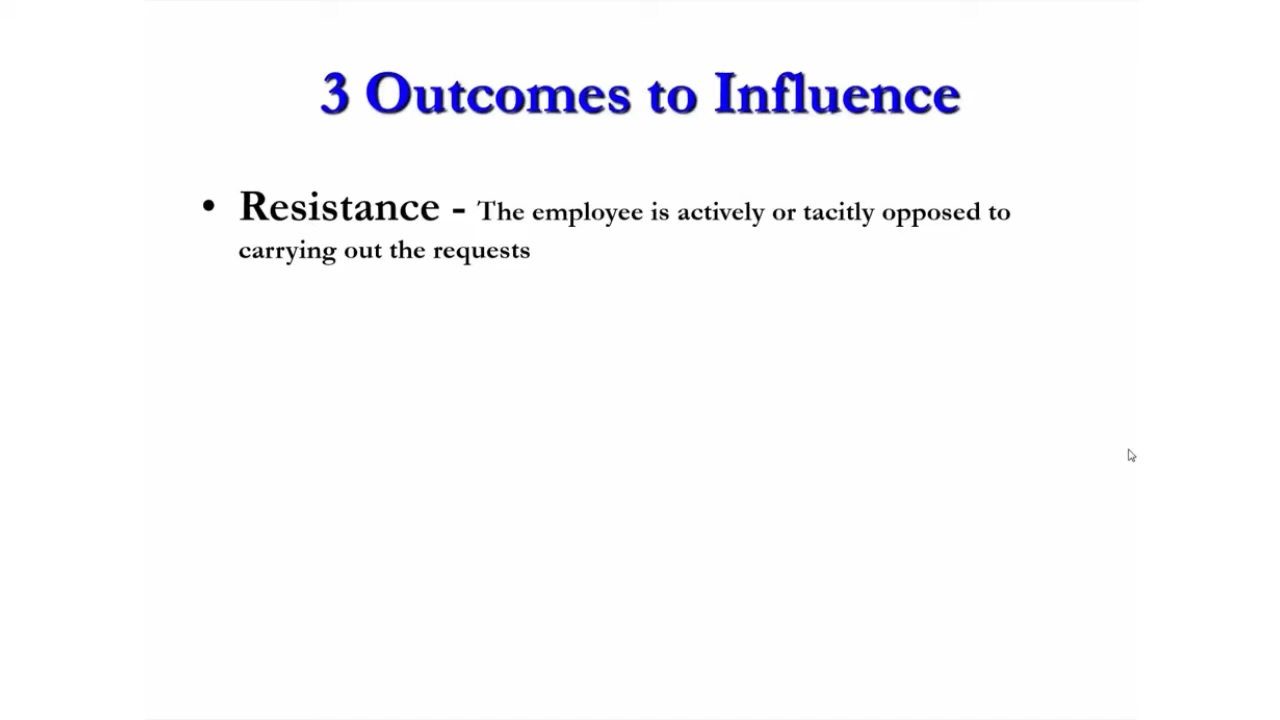 3 Outcomes to Influence
• Resistance - The employee is actively or tacitly opposed to
carrying out the requests